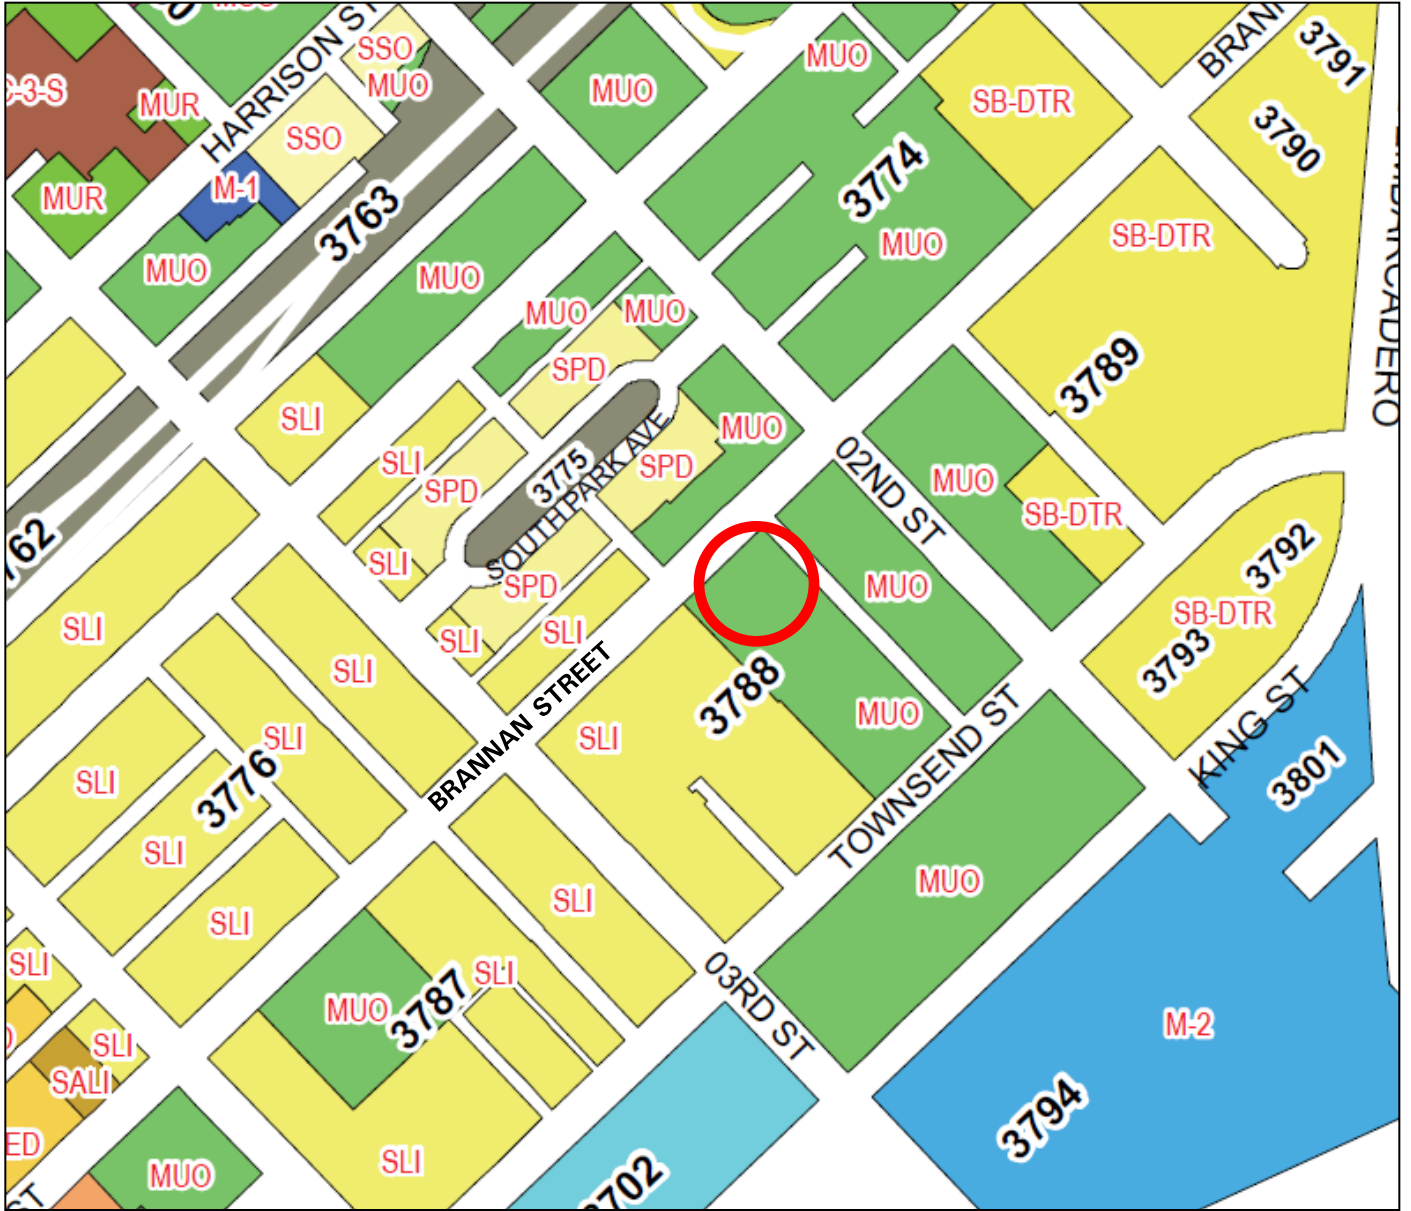 MUO
HARRISON ST
SSO
MUO
C-3-S
MUR
SSO
MUR
M-1
MUO
3763
MUO
MUO
MUO
3774
MUO
SB-DTR
3791
3790
SB-DTR
EMBARCADERO
3789
MUO
MUO
SPD
MUO
SPD
SLI
SLI
SPD
3775
SOUTH PARK AVE
SLI
SPD
SLI
SLI
02ND ST
MUO
SB-DTR
3792
SB-DTR
3793
KING ST
3801
MUO
3788
MUO
SLI
BRANNAN STREET
TOWNSEND ST
SLI
SLI
SLI
SLI
3776
SLI
SLI
SLI
MUO
03RD ST
SLI
MUO
3787
SLI
SLI
SLI
SALI
MUO
SLI
M-2
3794
3702